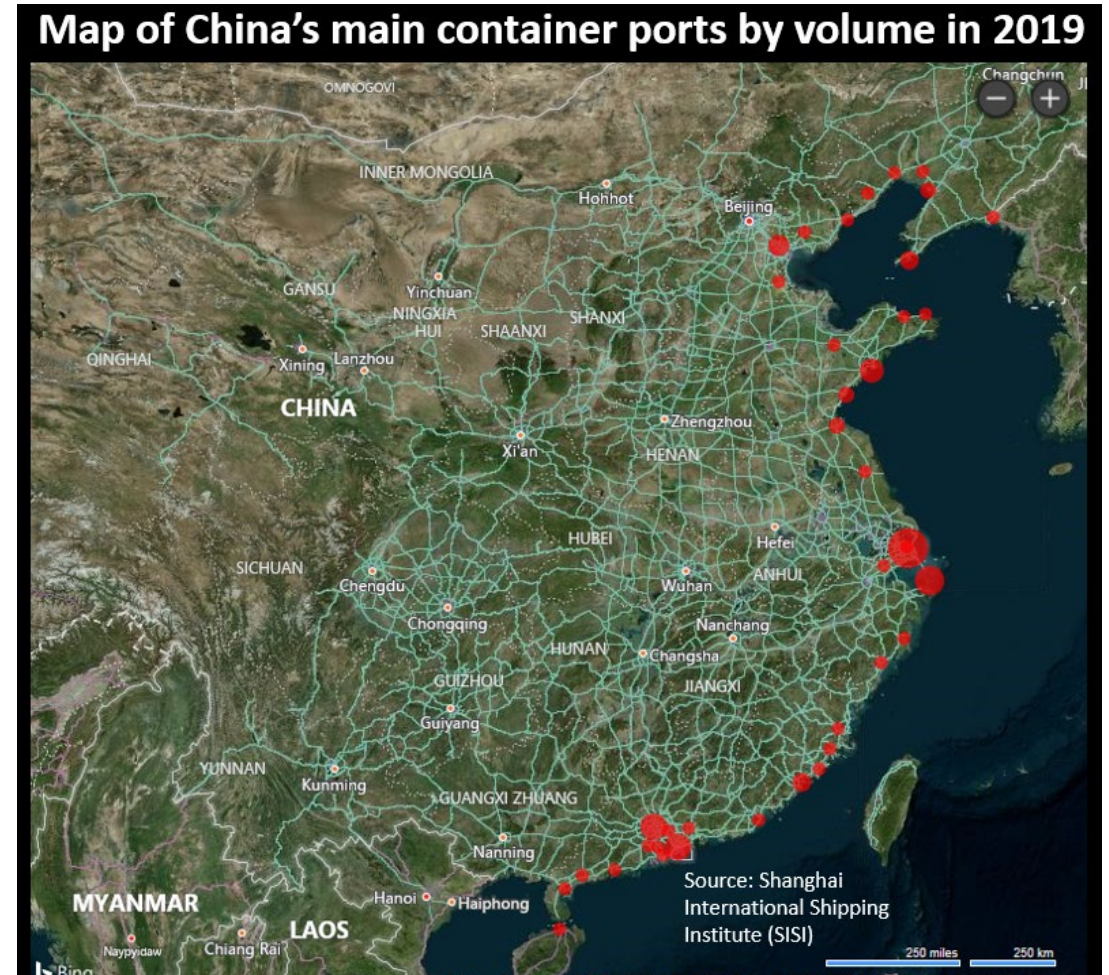 Map of China's main container ports by volume in 2019
OMNOGOVI
Changchun
INNER MONGOLIA
Hohhot
Beijing
GANSU
Yinchuan
NINGXIA
HUI
SHAANXI
SHANXI
QINGHAI
Xining
Lanzhou
CHINA
Zhengzhou
Xi'an
HENAN
HUBEI
Hefei
SICHUAN
Chengdu
Wuhan
ANHUI
Chongqing
Nanchang
HUNAN
Changsha
GUIZHOU
JIANGXI
Guiyang
YUNNAN
Kunming
GUANGXI ZHUANG
Nanning
Source: Shanghai
International Shipping
Institute (SISI)
Hanoi
Haiphong
MYANMAR
LAOS
Naypyidaw
Chiang Rai
250 miles
250 km
Bing